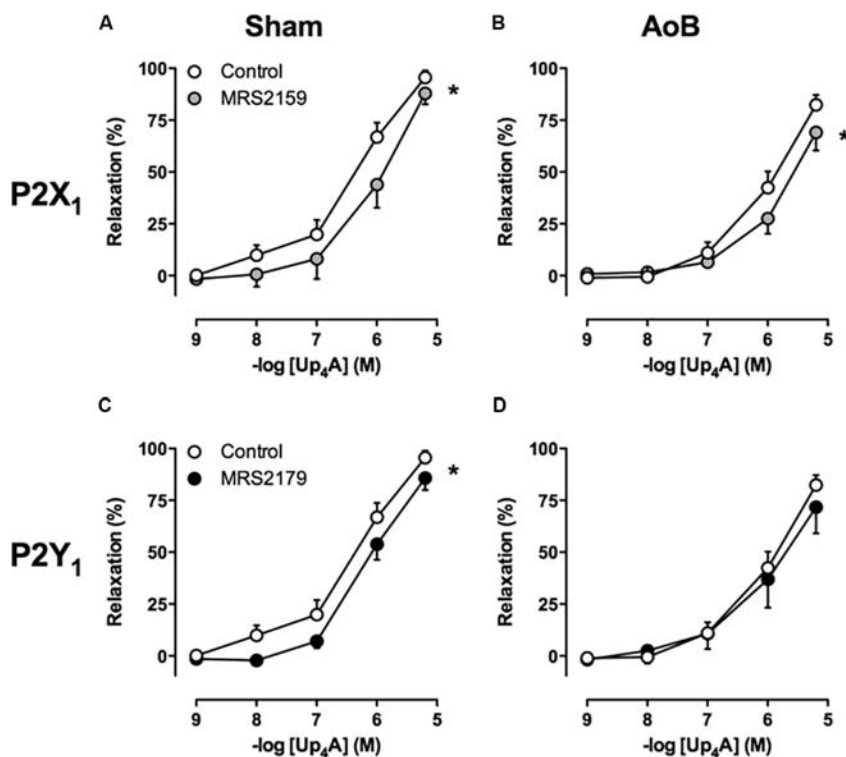 A
Sham
B
AoB
P2X₁
100
75
50
25
0
Relaxation (%)
Control
MRS2159
*
9 8 7 6 5
-log [Up₄A] (M)
100
75
50
25
0
Relaxation (%)
*
9 8 7 6 5
-log [Up₄A] (M)
C
D
P2Y₁
100
75
50
25
0
Relaxation (%)
Control
MRS2179
*
9 8 7 6 5
-log [Up₄A] (M)
100
75
50
25
0
Relaxation (%)
9 8 7 6 5
-log [Up₄A] (M)